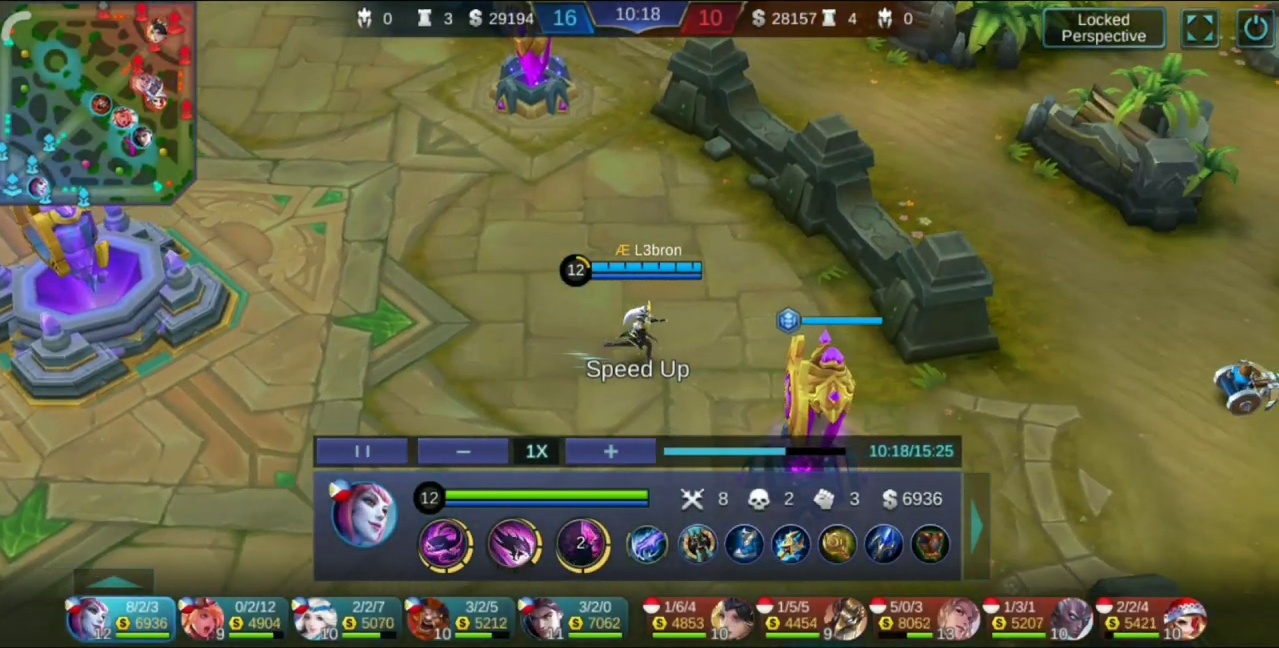 0 3 29194 16 10:18 10 28157 4 0
Locked
Perspective
Æ L3bron
12
Speed Up
1X 10:18/15:25
12 8 2 3 6936
2
8/2/3 0/2/12 2/2/7 3/2/5 3/2/0 1/6/4 1/5/5 5/0/3 1/3/1 2/2/4
6936 4904 5070 5212 7062 4853 4454 8062 5207 5421
12 9 10 10 11 10 9 13 10 10